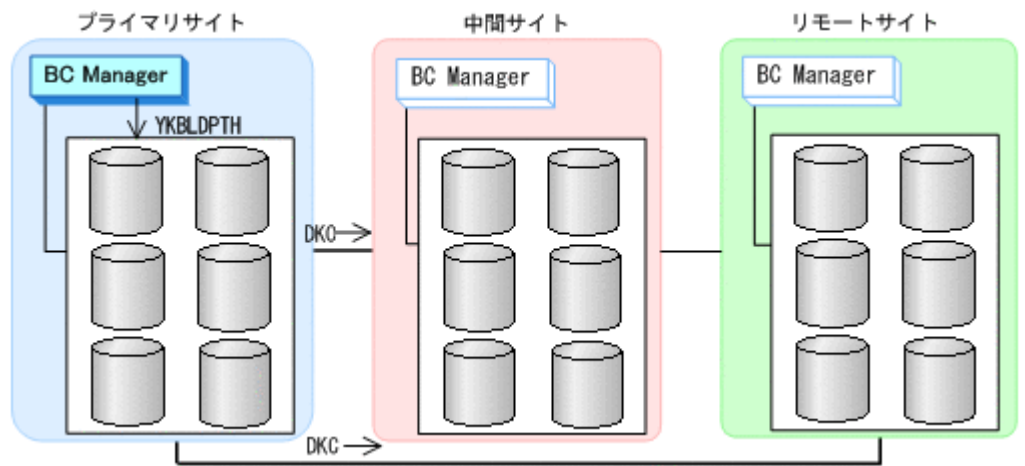 プライマリサイト
中間サイト
リモートサイト
BC Manager
BC Manager
BC Manager
YKBLDPTH
DKC
DKC